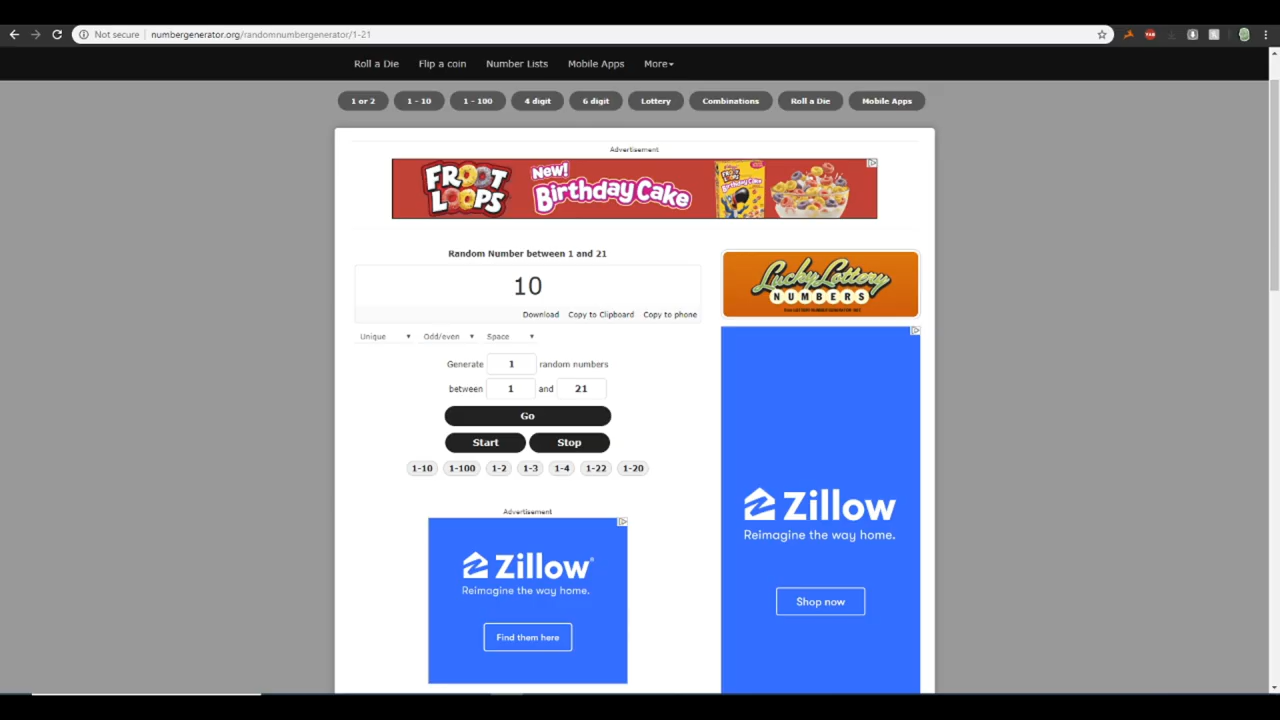 Not secure numbergenerator.org/randomnumbergenerator/1-21
Roll a Die Flip a coin Number Lists Mobile Apps More
1 or 2 1 - 10 1 - 100 4 digit 6 digit Lottery Combinations Roll a Die Mobile Apps
Advertisement
FROOT LOOPS
New!
Birthday Cake
Random Number between 1 and 21
10
Download Copy to Clipboard Copy to phone
Unique Odd/even Space
Generate 1 random numbers
between 1 and 21
Go
Start Stop
1-10 1-100 1-2 1-3 1-4 1-22 1-20
Advertisement
Zillow
Reimagine the way home.
Find them here
Lucky Lottery
NUMBERS
Zillow
Reimagine the way home.
Shop now